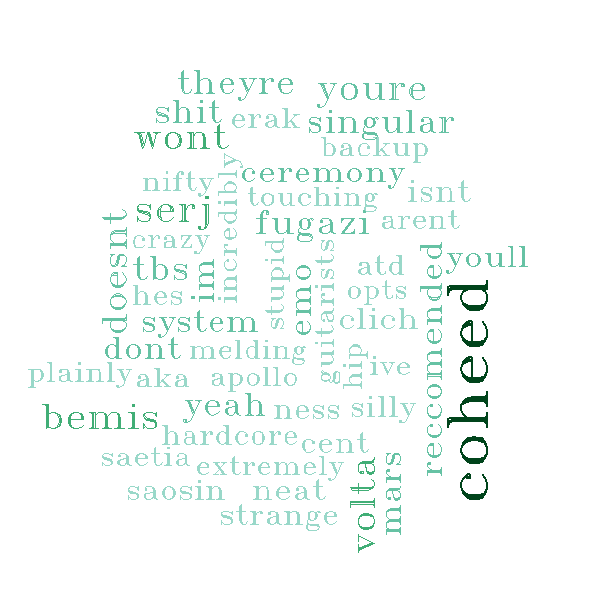 theyre
youre
shit
erak
singular
wont
backup
incredibly
ceremony
nifty
touching
isnt
serj
fugazi
arent
doesnt
crazy
tbs
im
stupid
emo
guitarists
atd
youll
hes
opts
reccomended
coheed
system
clich
dont
melding
hip
ive
plainly
aka
apollo
bemis
yeah
ness
silly
hardcore
cent
saetia
extremely
volta
mars
saosin
neat
strange